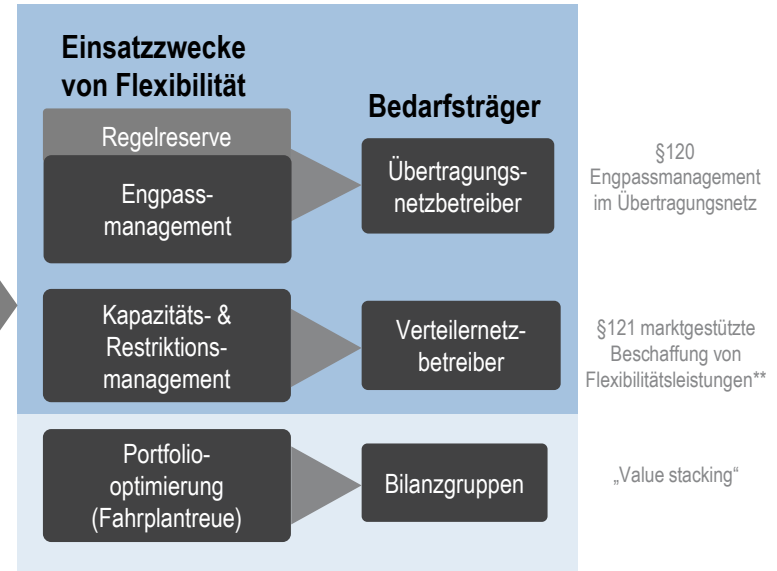 Einsatzzwecke
von Flexibilität
Bedarfsträger
Regelreserve
Engpass-
management
Übertragungs-
netzbetreiber
§120
Engpassmanagement
im Übertragungsnetz
Kapazitäts- &
Restriktions-
management
Verteilernetz-
betreiber
§121 marktgestützte
Beschaffung von
Flexibilitätsleistungen**
Portfolio-
optimierung
(Fahrplantreue)
Bilanzgruppen
„Value stacking“